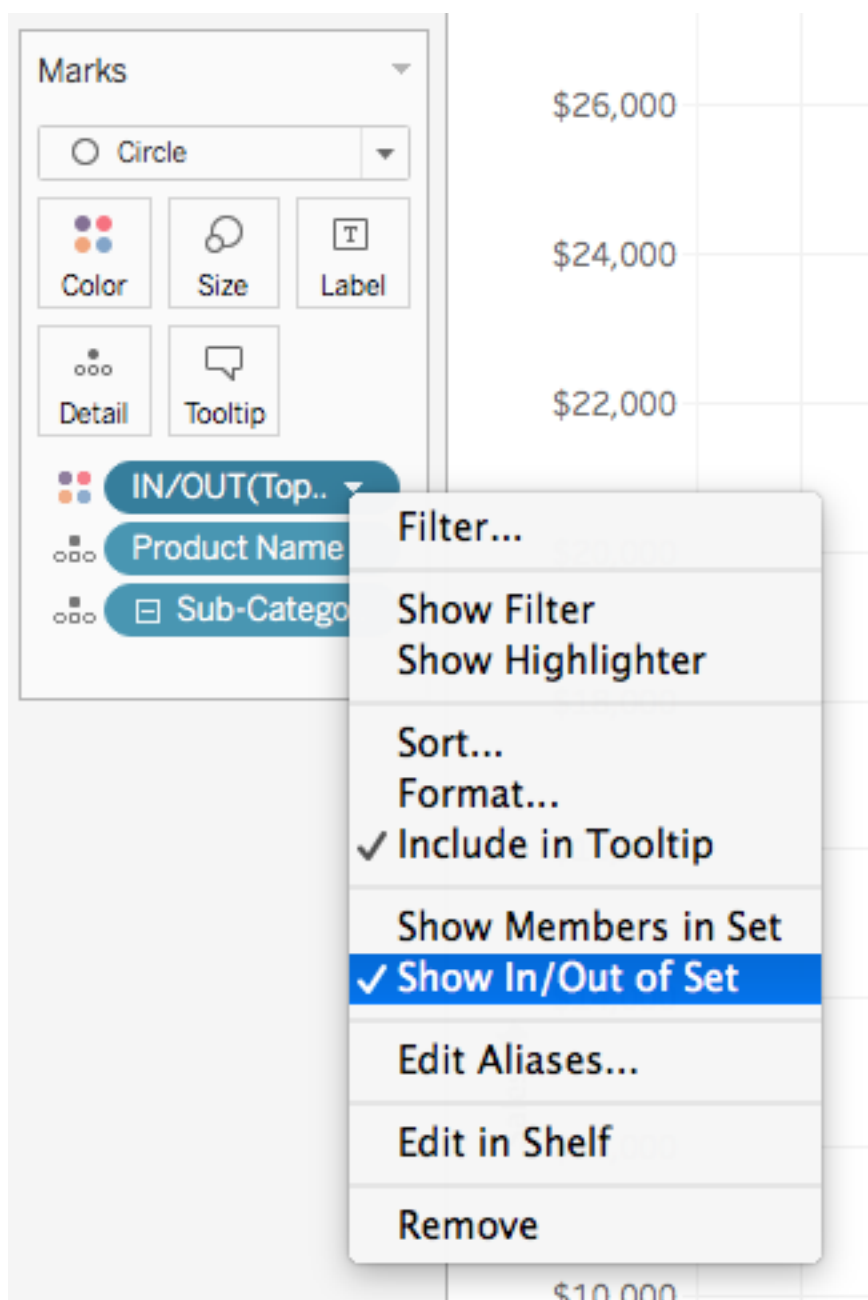 Marks
Circle
Color Size Label
Detail Tooltip
IN/OUT(Top..
Product Name
Sub-Catego
$26,000
$24,000
$22,000
Filter...
Show Filter
Show Highlighter
Sort...
Format...
✓ Include in Tooltip
Show Members in Set
✓ Show In/Out of Set
Edit Aliases...
Edit in Shelf
Remove
$10,000